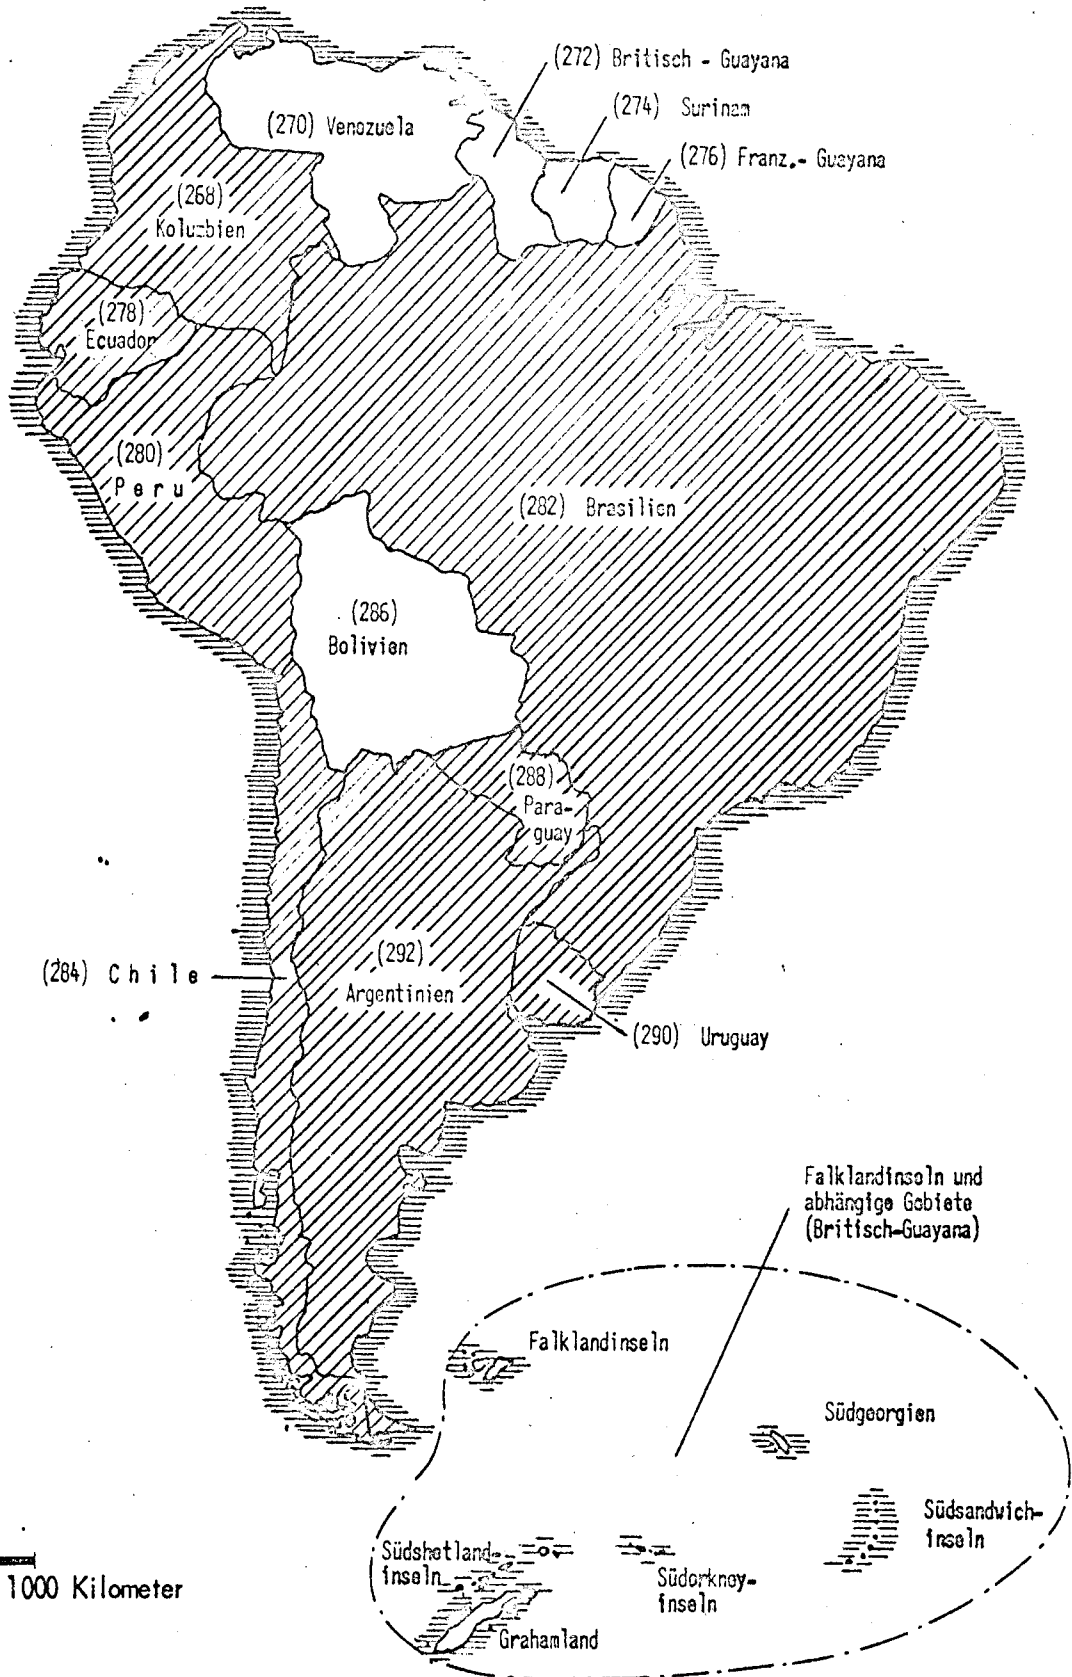 (272) Britisch - Guayana
(274) Surinam
(270) Venezuela
(276) Franz.- Guayana
(268)
Kolumbien
(278)
Ecuador
(280)
Peru
(282) Brasilien
(286)
Bolivien
(288)
Para-
guay
(292)
(284) Chile
Argentinien
(290) Uruguay
Falklandinseln und
abhängige Gebiete
(Britisch-Guayana)
Falklandinseln
Südgeorgien
Südsandwich-
inseln
Südshetland-
inseln
Südorkney-
inseln
1000 Kilometer
Grahamland